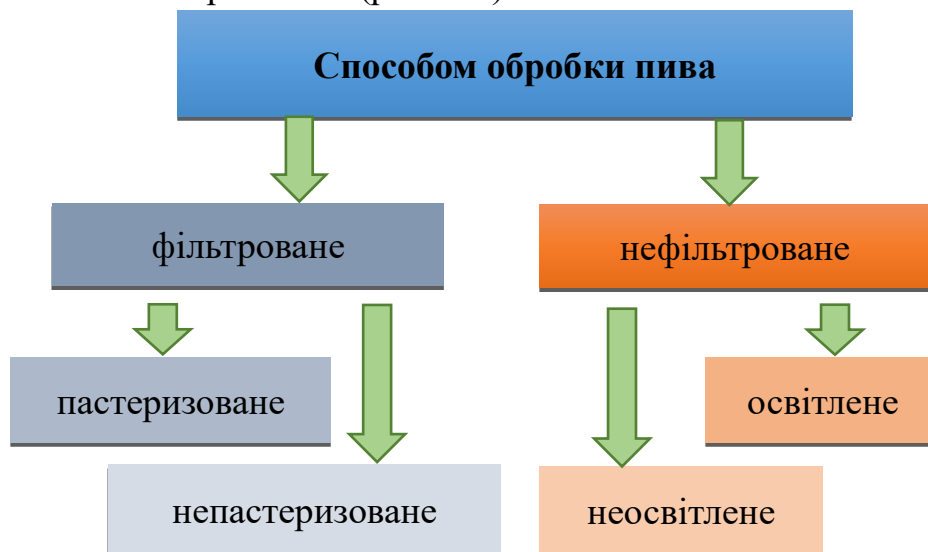 Способом обробки пива
фільтроване
нефільтроване
пастеризоване
освітлене
непастеризоване
неосвітлене